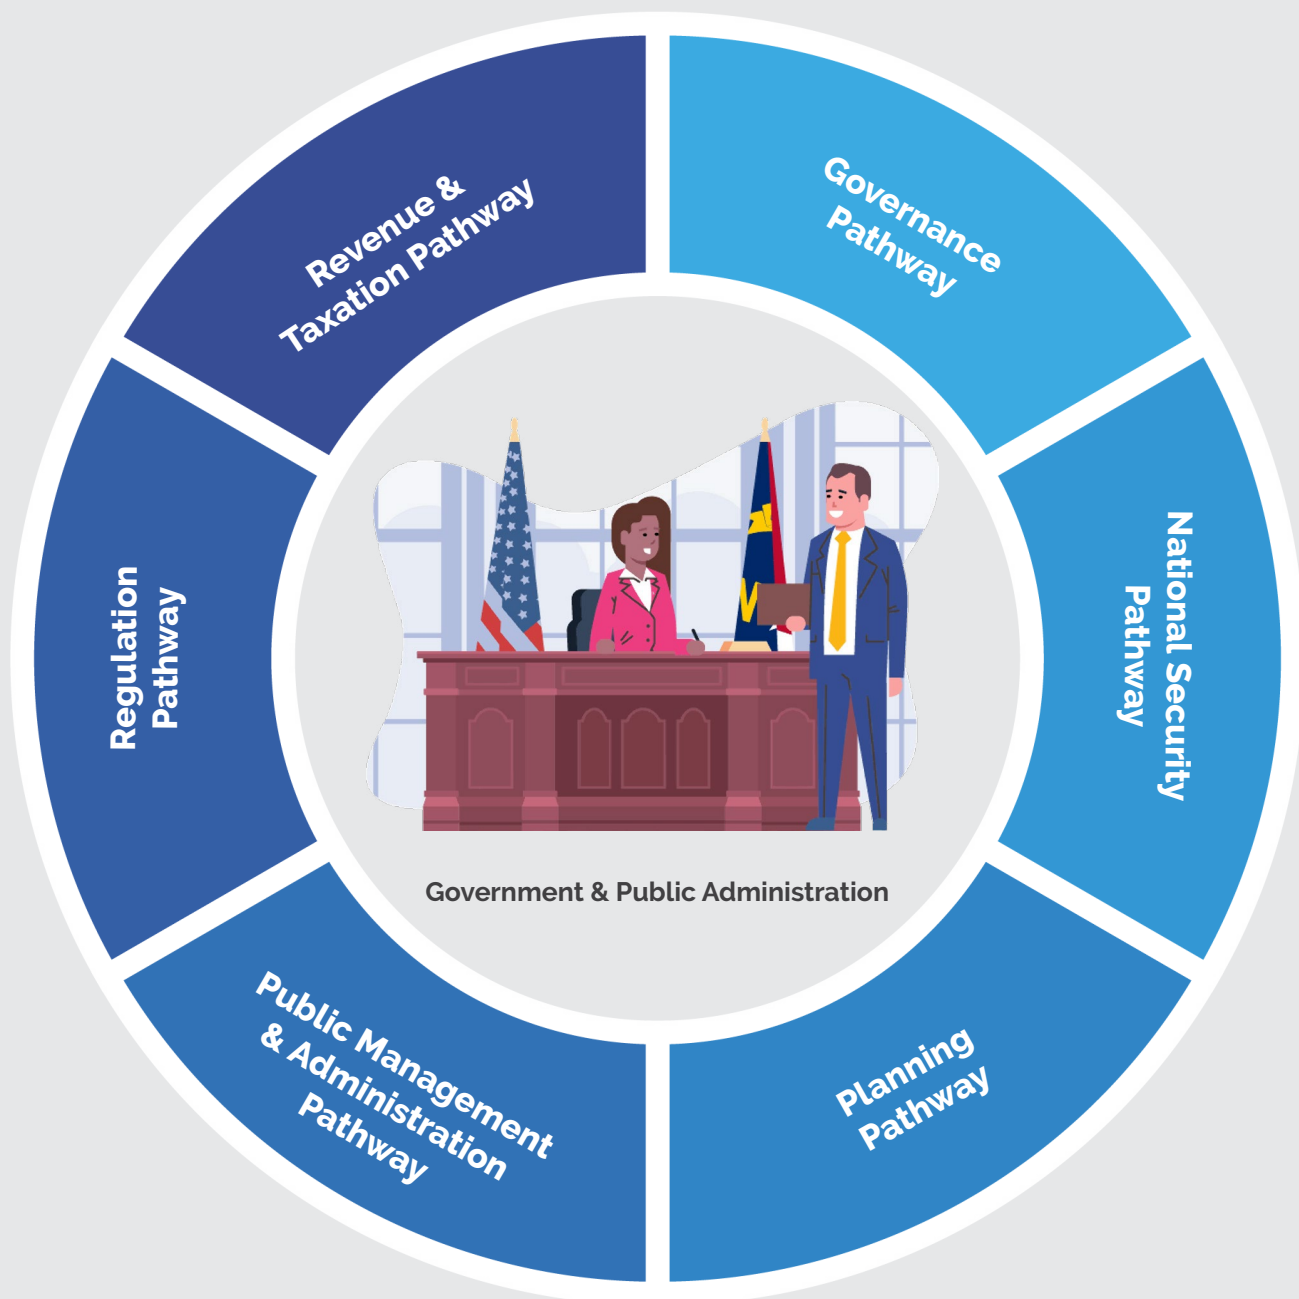 Governance
Pathway
National Security
Pathway
Planning
Pathway
Public Management
& Administration
Pathway
Regulation
Pathway
Revenue &
Taxation Pathway
Government & Public Administration